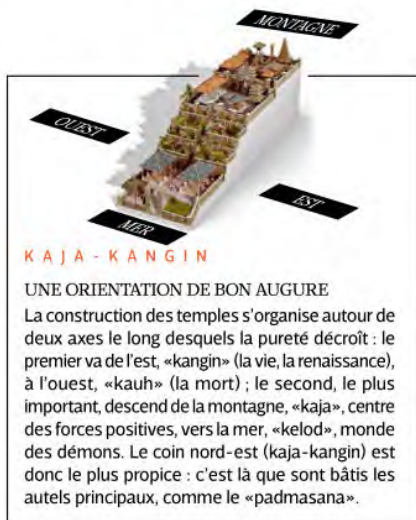 MONTAGNE
OUEST
EST
MER
KAJA-KANGIN
UNE ORIENTATION DE BON AUGURE
La construction des temples s'organise autour de
deux axes le long desquels la pureté décroît : le
premier va de l'est, «kangin» (la vie, la renaissance),
à l'ouest, «kauh» (la mort) ; le second, le plus
important, descend de la montagne, «kaja», centre
des forces positives, vers la mer, «kelod», monde
des démons. Le coin nord-est (kaja-kangin) est
donc le plus propice : c'est là que sont bâtis les
autels principaux, comme le «padmasana».